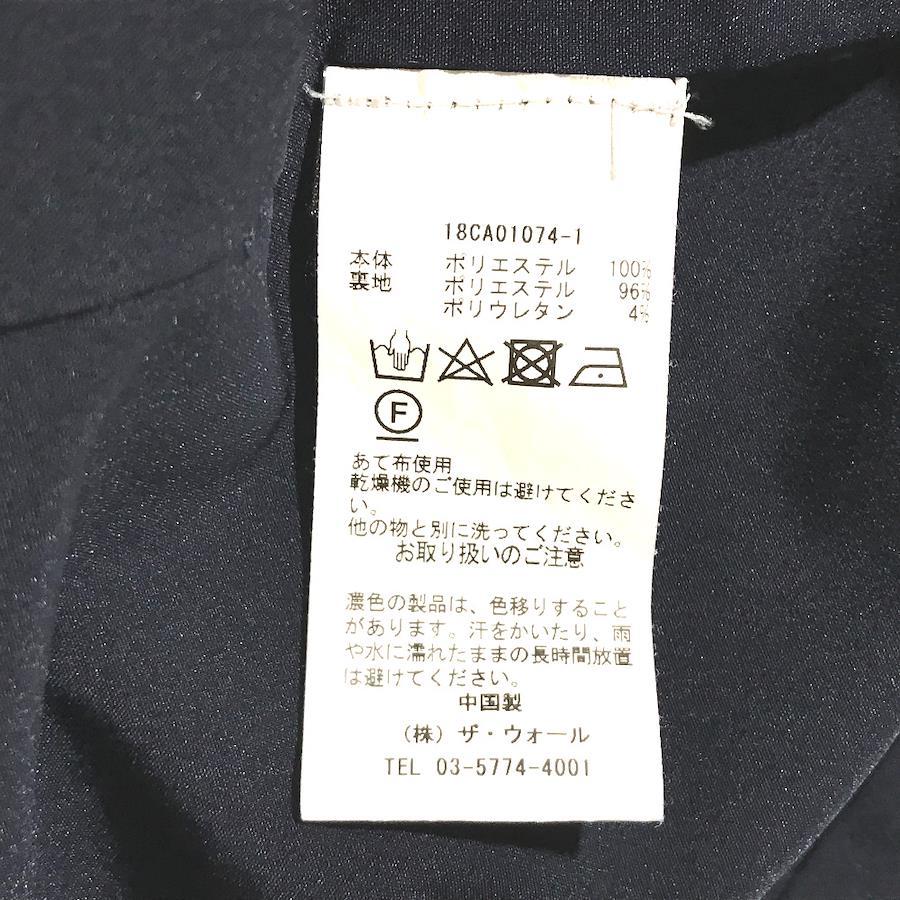 18CA01074-1
本体 ポリエステル 100%
裏地 ポリエステル 96%
ポリウレタン 4%
F
あて布使用
乾燥機のご使用は避けてくださ
い。
他の物と別に洗ってください。
お取り扱いのご注意
濃色の製品は、色移りすること
があります。汗をかいたり、雨
や水に濡れたままの長時間放置
は避けてください。
中国製
(株) ザ・ウォール
TEL 03-5774-4001